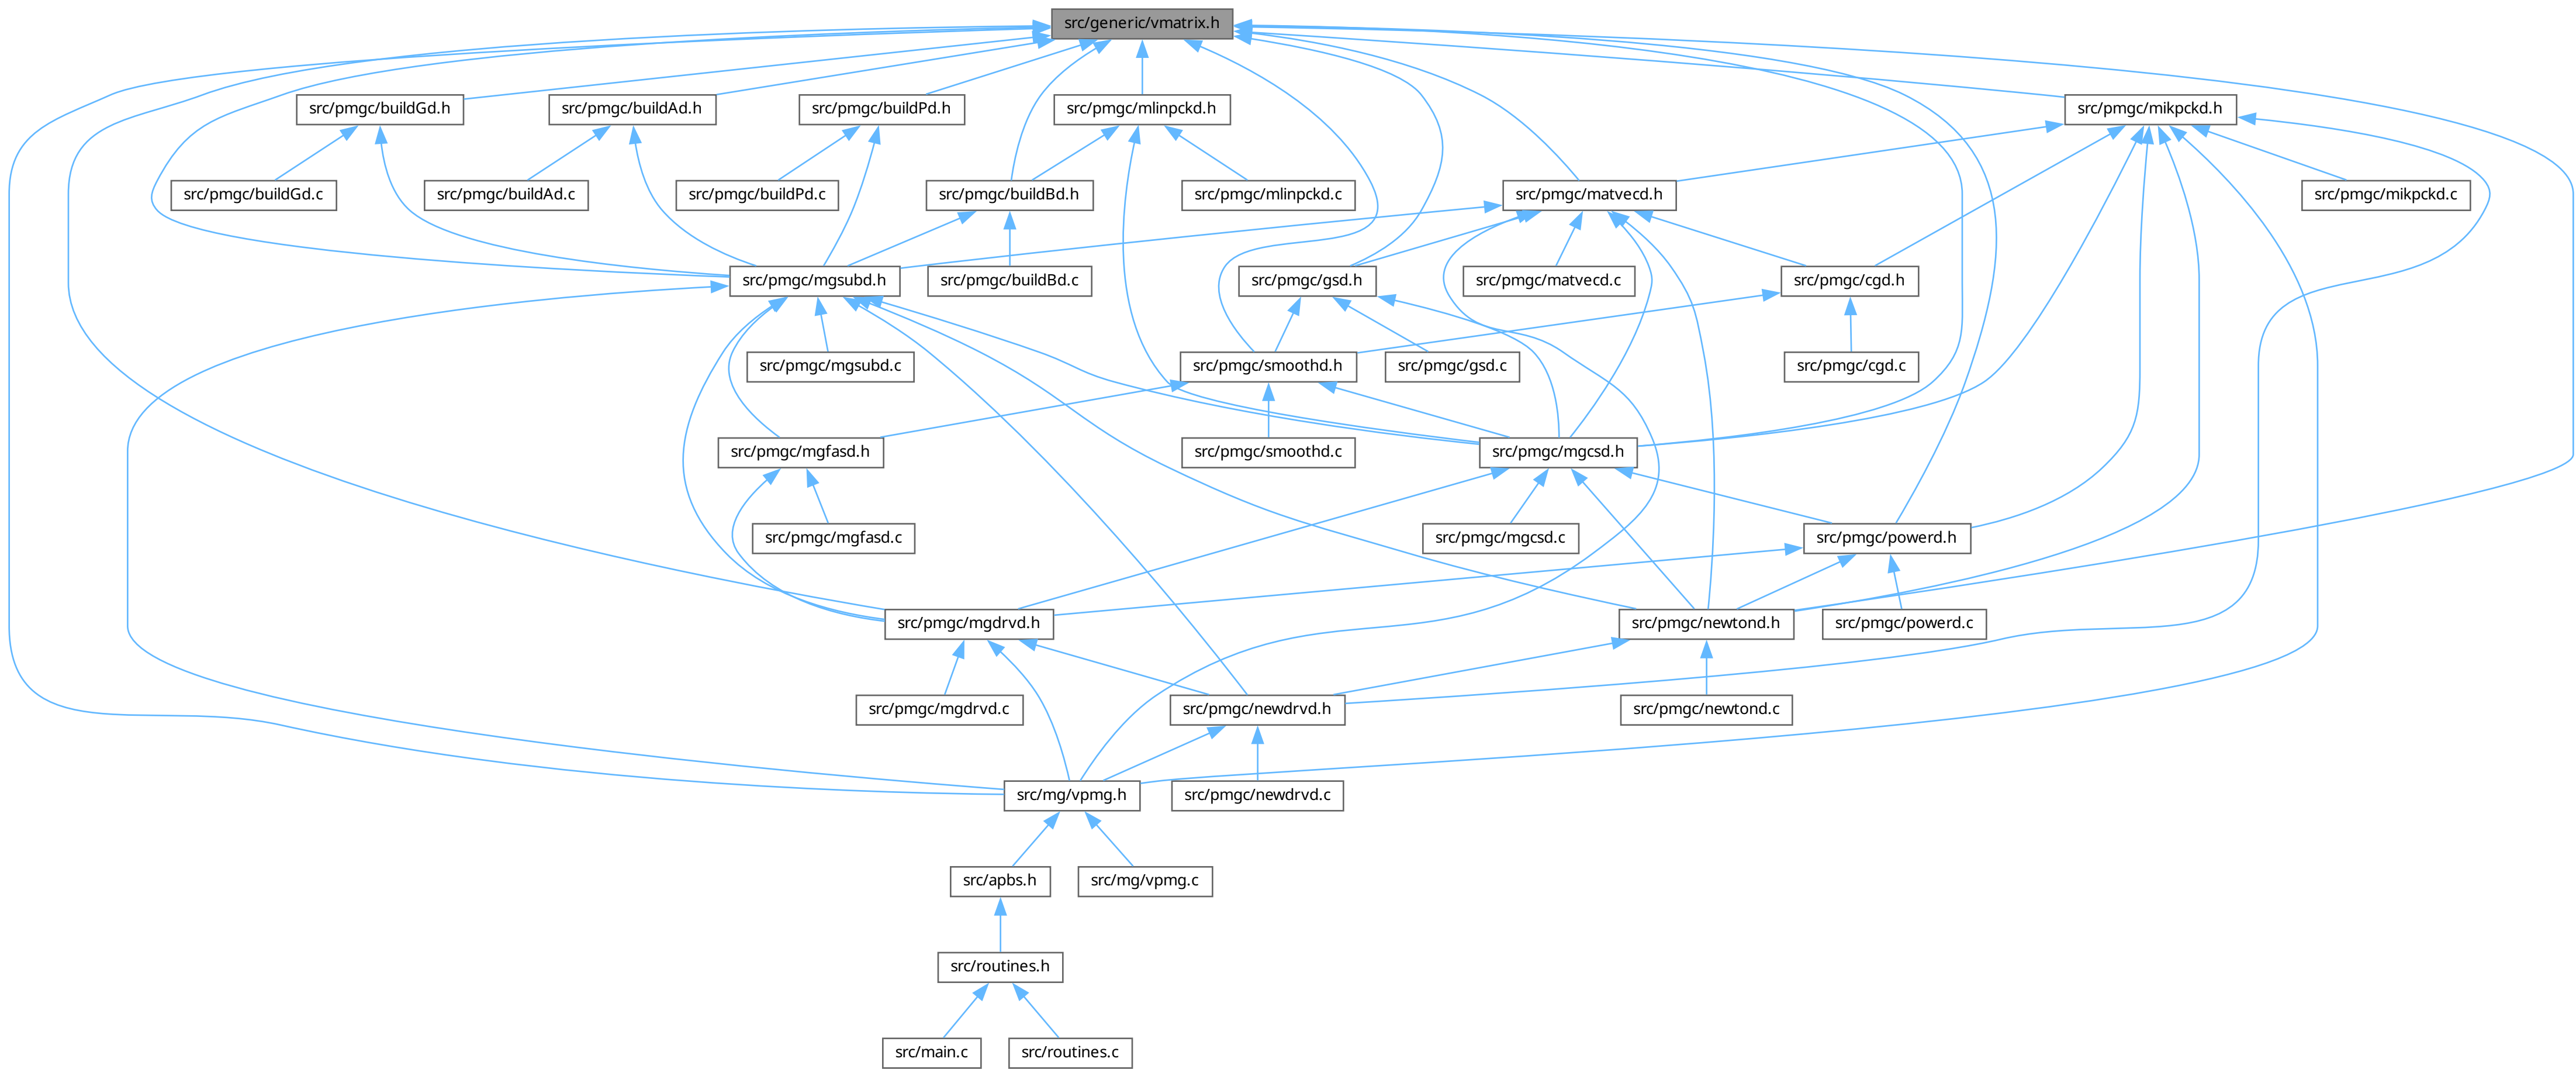 src/generic/vmatrix.h
src/pmgc/buildGd.h
src/pmgc/buildAd.h
src/pmgc/buildPd.h
src/pmgc/mlinpckd.h
src/pmgc/mikpckd.h
src/pmgc/buildGd.c
src/pmgc/buildAd.c
src/pmgc/buildPd.c
src/pmgc/buildBd.h
src/pmgc/mlinpckd.c
src/pmgc/matvecd.h
src/pmgc/mikpckd.c
src/pmgc/mgsubd.h
src/pmgc/buildBd.c
src/pmgc/gsd.h
src/pmgc/matvecd.c
src/pmgc/cgd.h
src/pmgc/mgsubd.c
src/pmgc/smoothd.h
src/pmgc/gsd.c
src/pmgc/cgd.c
src/pmgc/mgfasd.h
src/pmgc/smoothd.c
src/pmgc/mgcsd.h
src/pmgc/mgfasd.c
src/pmgc/mgcsd.c
src/pmgc/powerd.h
src/pmgc/mgdrvd.h
src/pmgc/newtond.h
src/pmgc/powerd.c
src/pmgc/mgdrvd.c
src/pmgc/newdrvd.h
src/pmgc/newtond.c
src/mg/vpmg.h
src/pmgc/newdrvd.c
src/apbs.h
src/mg/vpmg.c
src/routines.h
src/main.c
src/routines.c